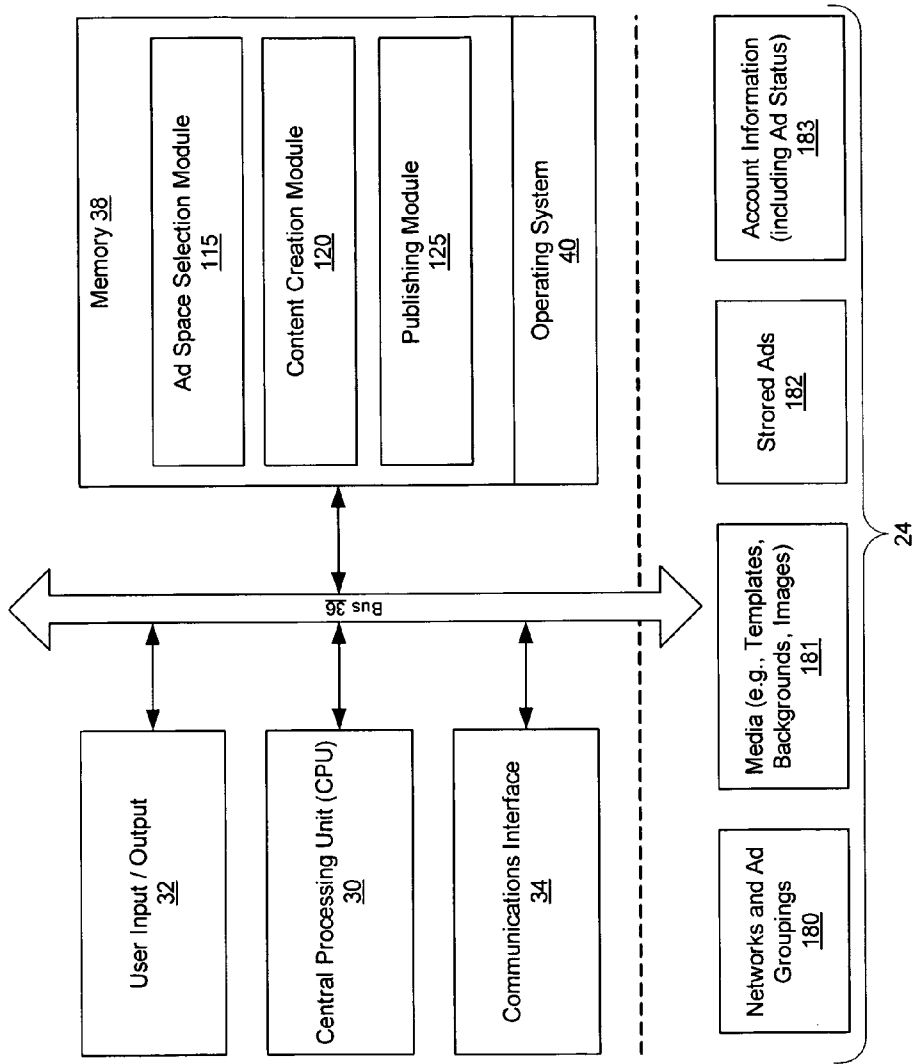 User Input / Output
32
Central Processing Unit (CPU)
30
Communications Interface
34
Bus 36
Memory 38
Ad Space Selection Module
115
Content Creation Module
120
Publishing Module
125
Operating System
40
Networks and Ad
Groupings
180
Media (e.g., Templates,
Backgrounds, Images)
181
Strored Ads
182
Account Information
(including Ad Status)
183
24